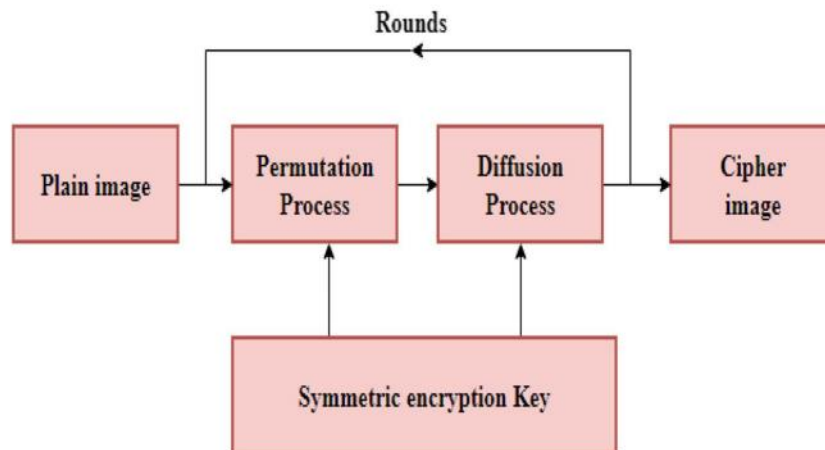 Rounds
Plain image
Permutation
Process
Diffusion
Process
Cipher
image
Symmetric encryption Key